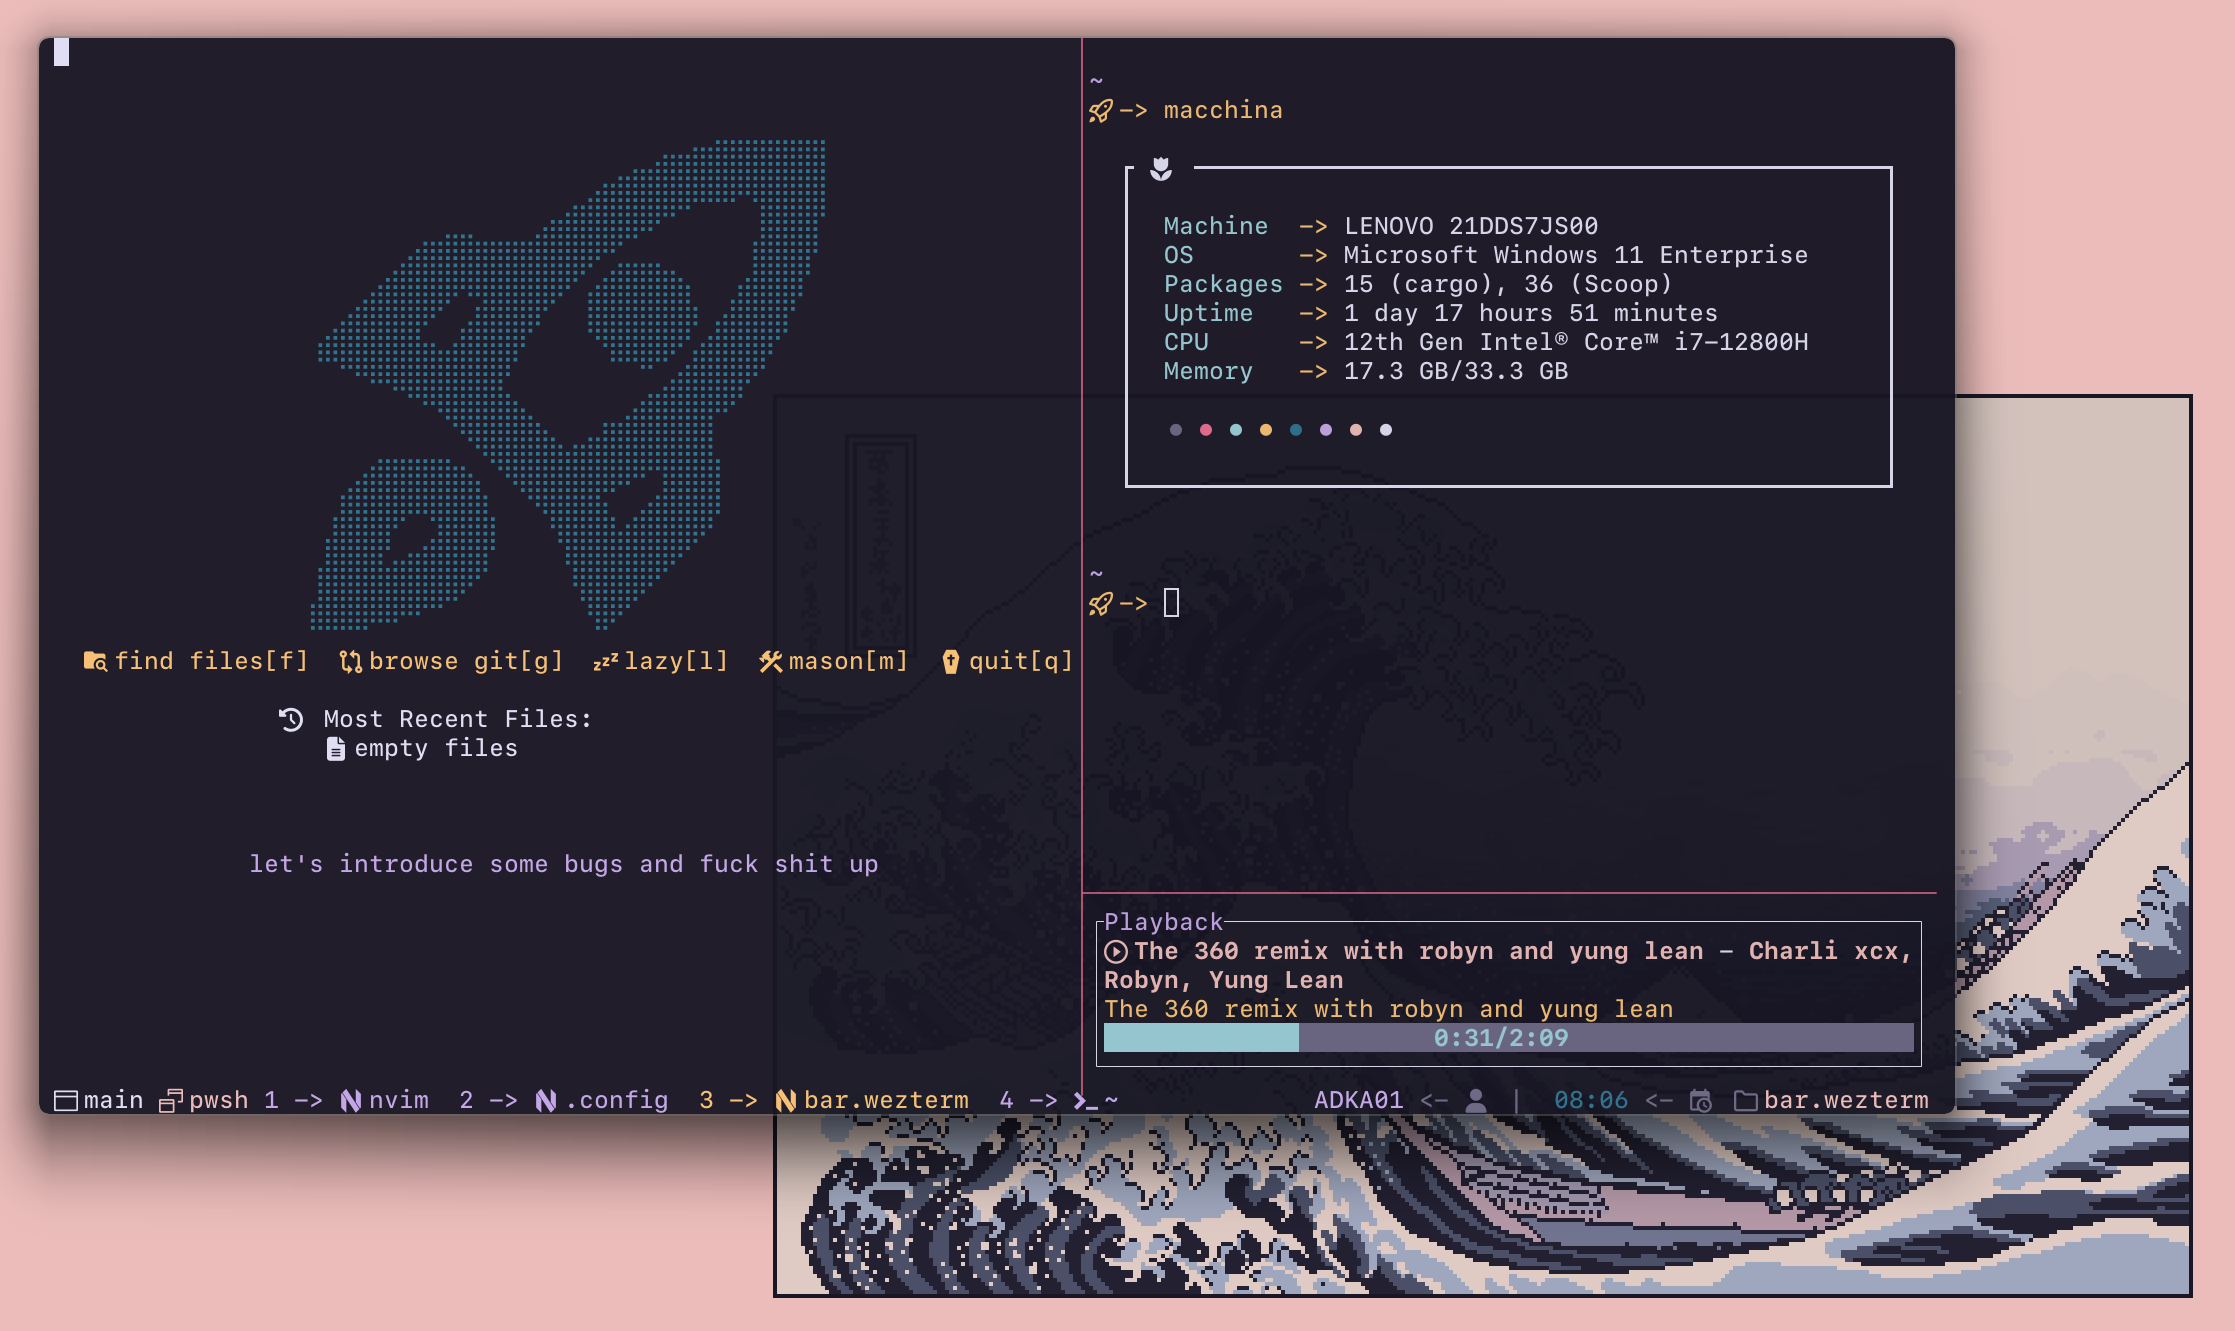 find files[f] browse git[g] zzz lazy[l] mason[m] quit[q]
Most Recent Files:
empty files
let's introduce some bugs and fuck shit up
~
-> macchina
Machine -> LENOVO 21DDS7JS00
OS -> Microsoft Windows 11 Enterprise
Packages -> 15 (cargo), 36 (Scoop)
Uptime -> 1 day 17 hours 51 minutes
CPU -> 12th Gen Intel® Core™ i7-12800H
Memory -> 17.3 GB/33.3 GB
~
->
Playback
The 360 remix with robyn and yung lean - Charli xcx,
Robyn, Yung Lean
The 360 remix with robyn and yung lean
0:31/2:09
main pwsh 1 -> nvim 2 -> .config 3 -> bar.wezterm 4 -> ~ ADKA01 <- | 08:06 <- bar.wezterm